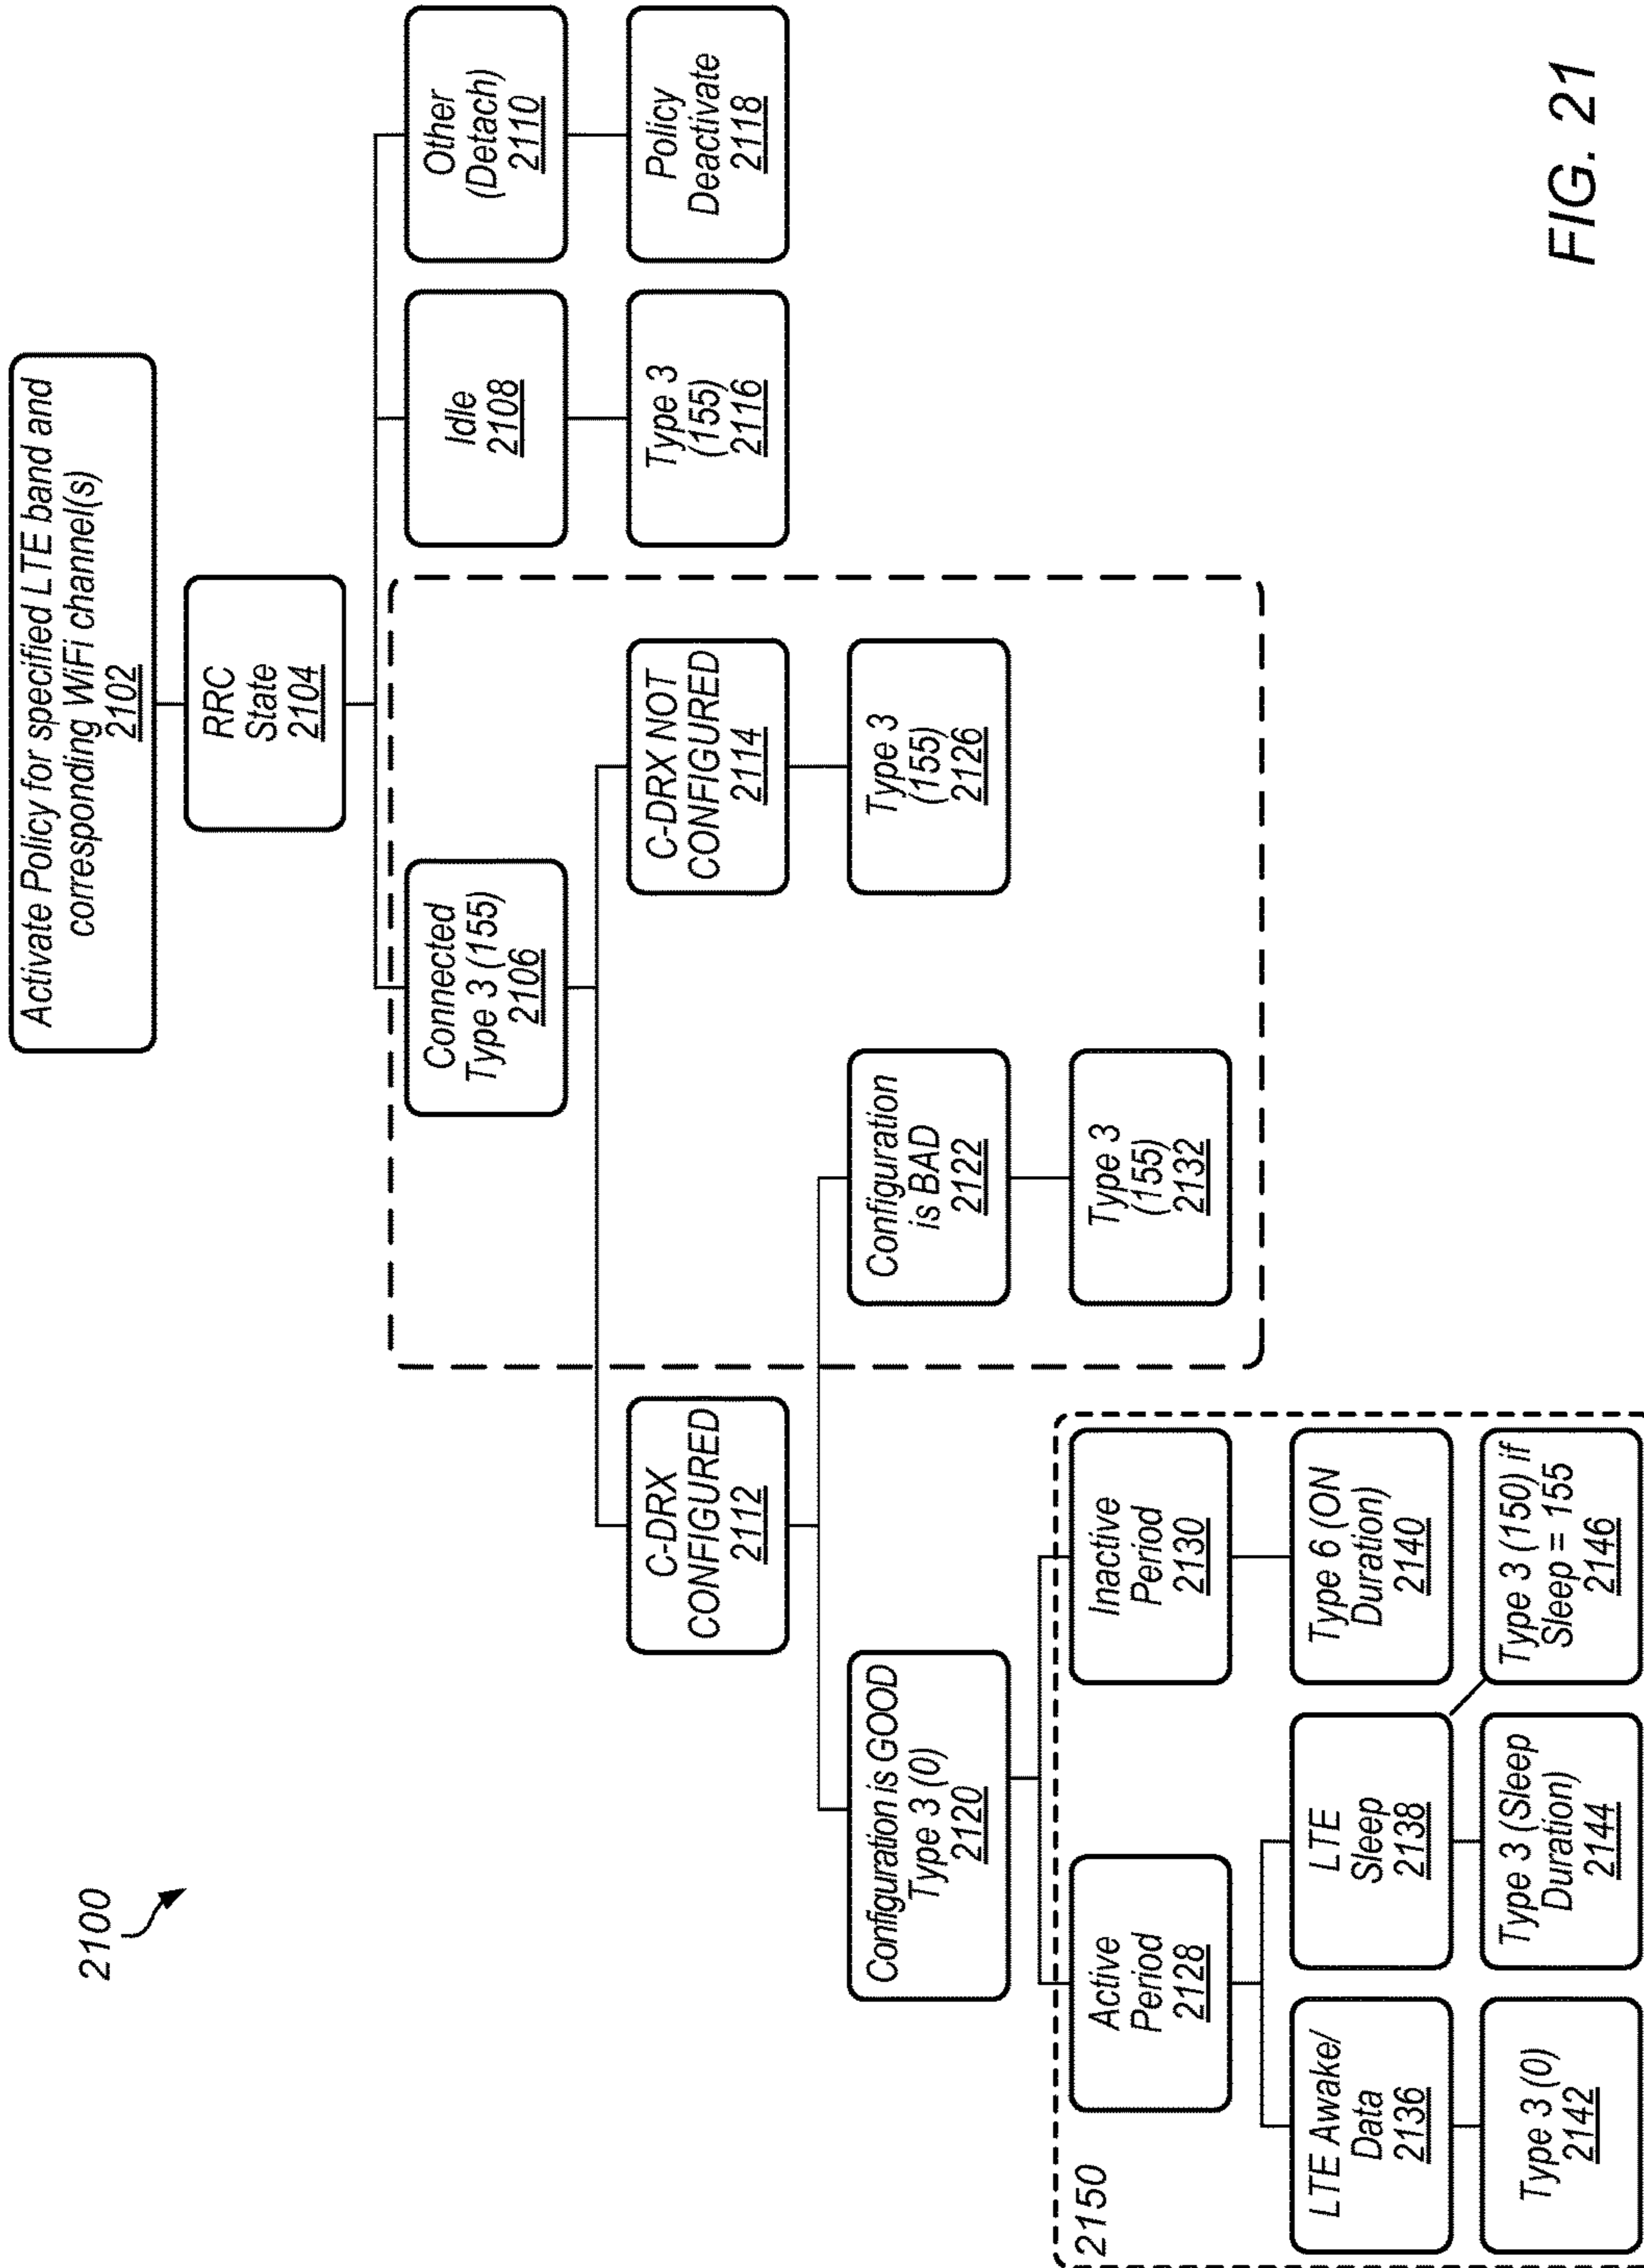 2100
Activate Policy for specified LTE band and
corresponding WiFi channel(s)
2102
RRC
State
2104
Connected
Type 3 (155)
2106
Idle
2108
Other
(Detach)
2110
C-DRX
CONFIGURED
2112
C-DRX NOT
CONFIGURED
2114
Type 3
(155)
2116
Policy
Deactivate
2118
Configuration is GOOD
Type 3 (0)
2120
Configuration
is BAD
2122
Type 3
(155)
2126
2150
Active
Period
2128
Inactive
Period
2130
Type 3
(155)
2132
LTE Awake/
Data
2136
LTE
Sleep
2138
Type 6 (ON
Duration)
2140
Type 3 (0)
2142
Type 3 (Sleep
Duration)
2144
Type 3 (150) if
Sleep = 155
2146
FIG. 21